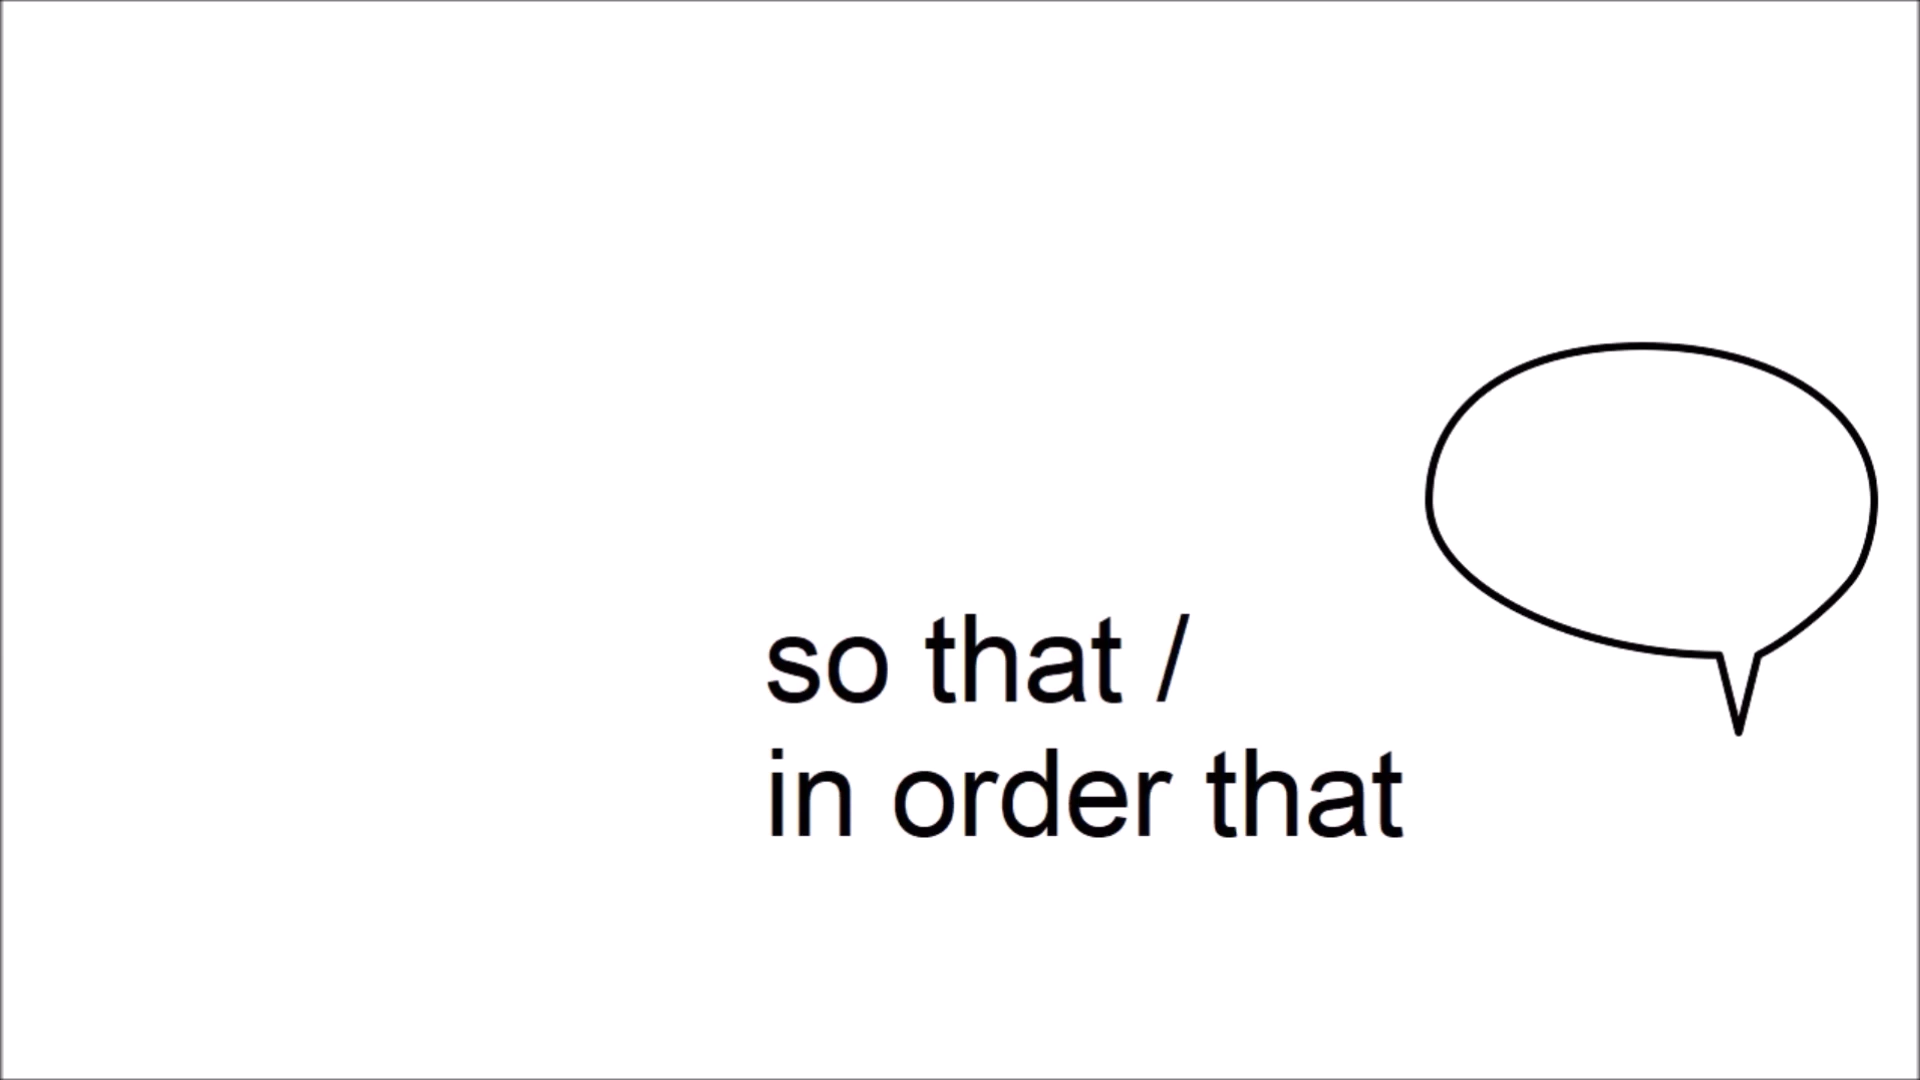 so that /
in order that